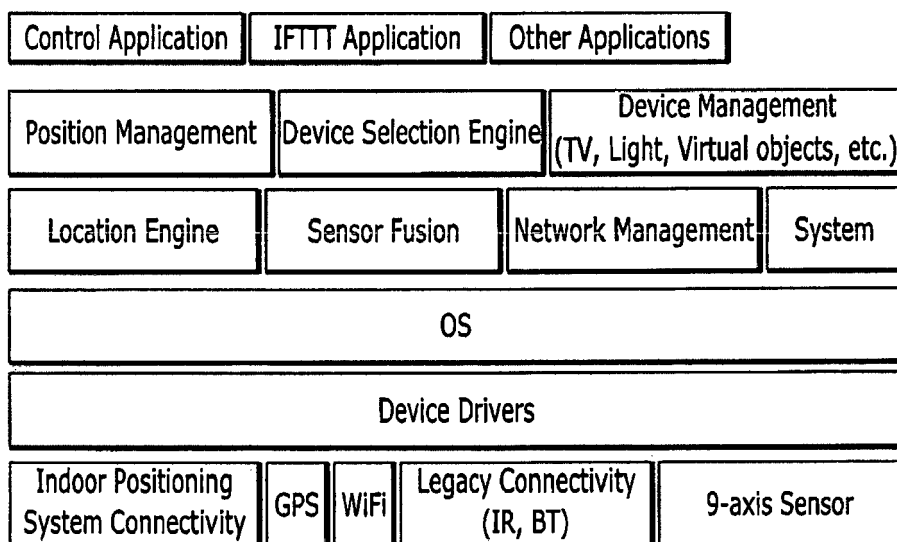 Control Application IFTTT Application Other Applications
Position Management Device Selection Engine Device Management
(TV, Light, Virtual objects, etc.)
Location Engine Sensor Fusion Network Management System
OS
Device Drivers
Indoor Positioning
System Connectivity GPS WiFi Legacy Connectivity
(IR, BT) 9-axis Sensor